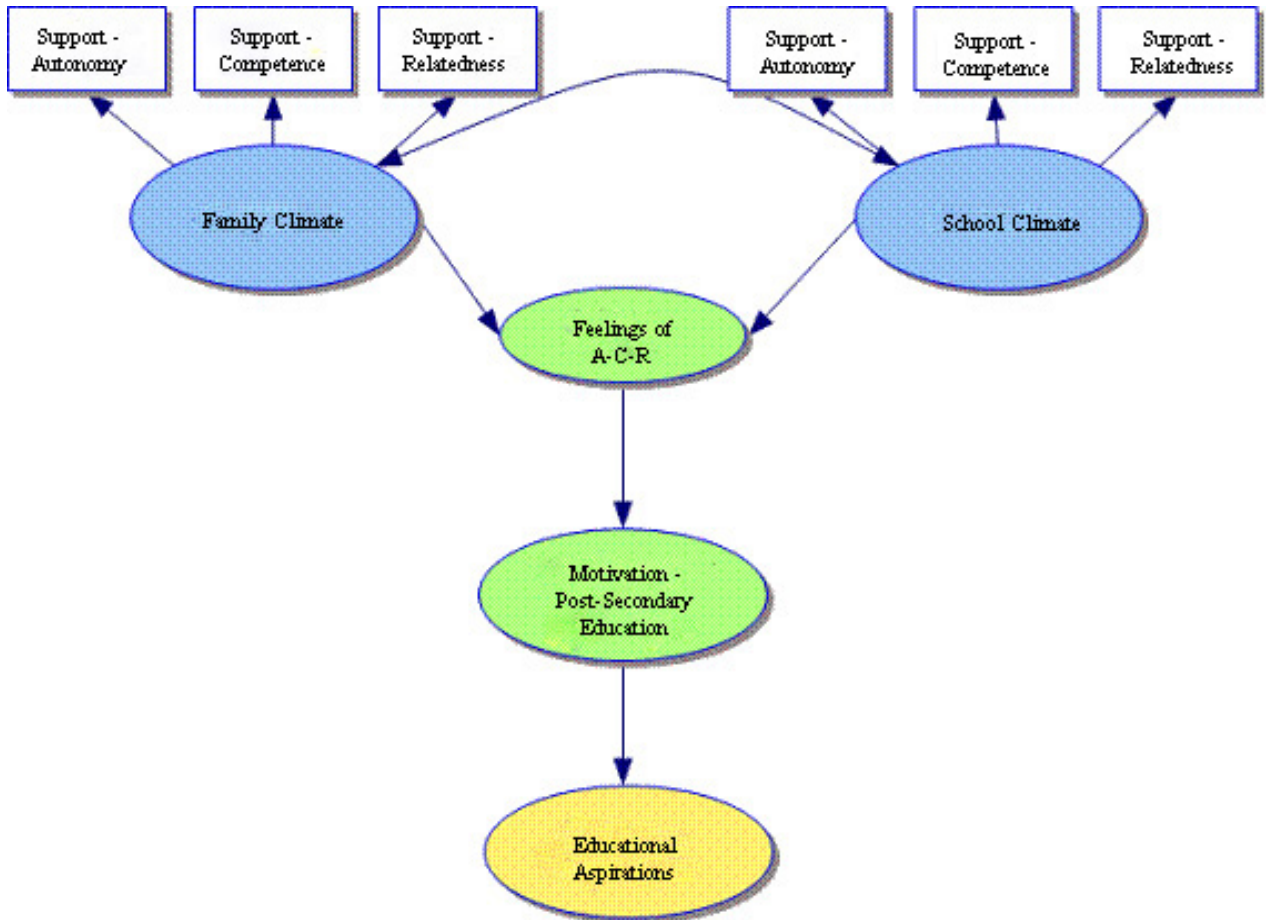 Support -
Autonomy
Support -
Competence
Support -
Relatedness
Support -
Autonomy
Support -
Competence
Support -
Relatedness
Family Climate
School Climate
Feelings of
A-C-R
Motivation -
Post-Secondary
Education
Educational
Aspirations